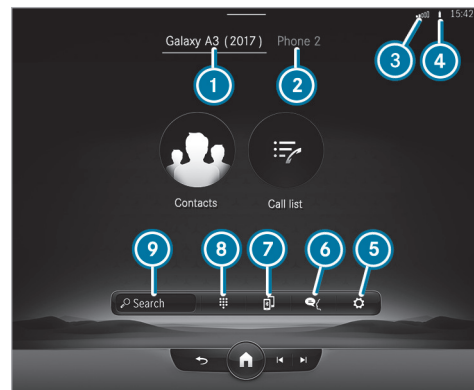 15:42
Galaxy A3 (2017) Phone 2
3 4
1 2
Contacts Call list
9 8 7 6 5
Search